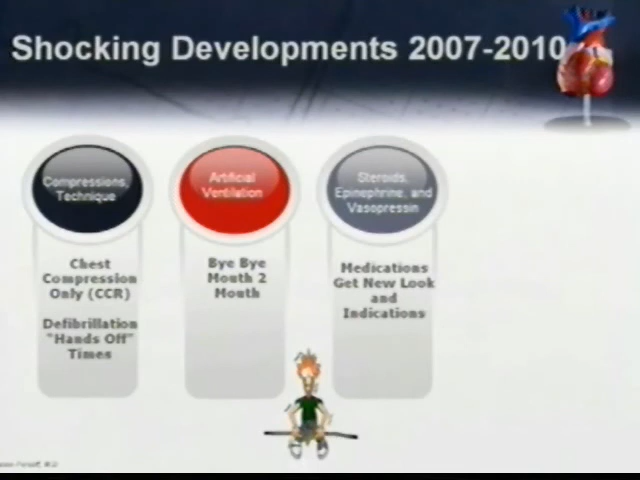 Shocking Developments 2007-2010
Compressions,
Technique
Artificial
Ventilation
Steroids,
Epinephrine, and
Vasopressin
Chest
Compression
Only (CCR)
Defibrillation
"Hands Off"
Times
Bye Bye
Mouth 2
Mouth
Medications
Get New Look
and
Indications